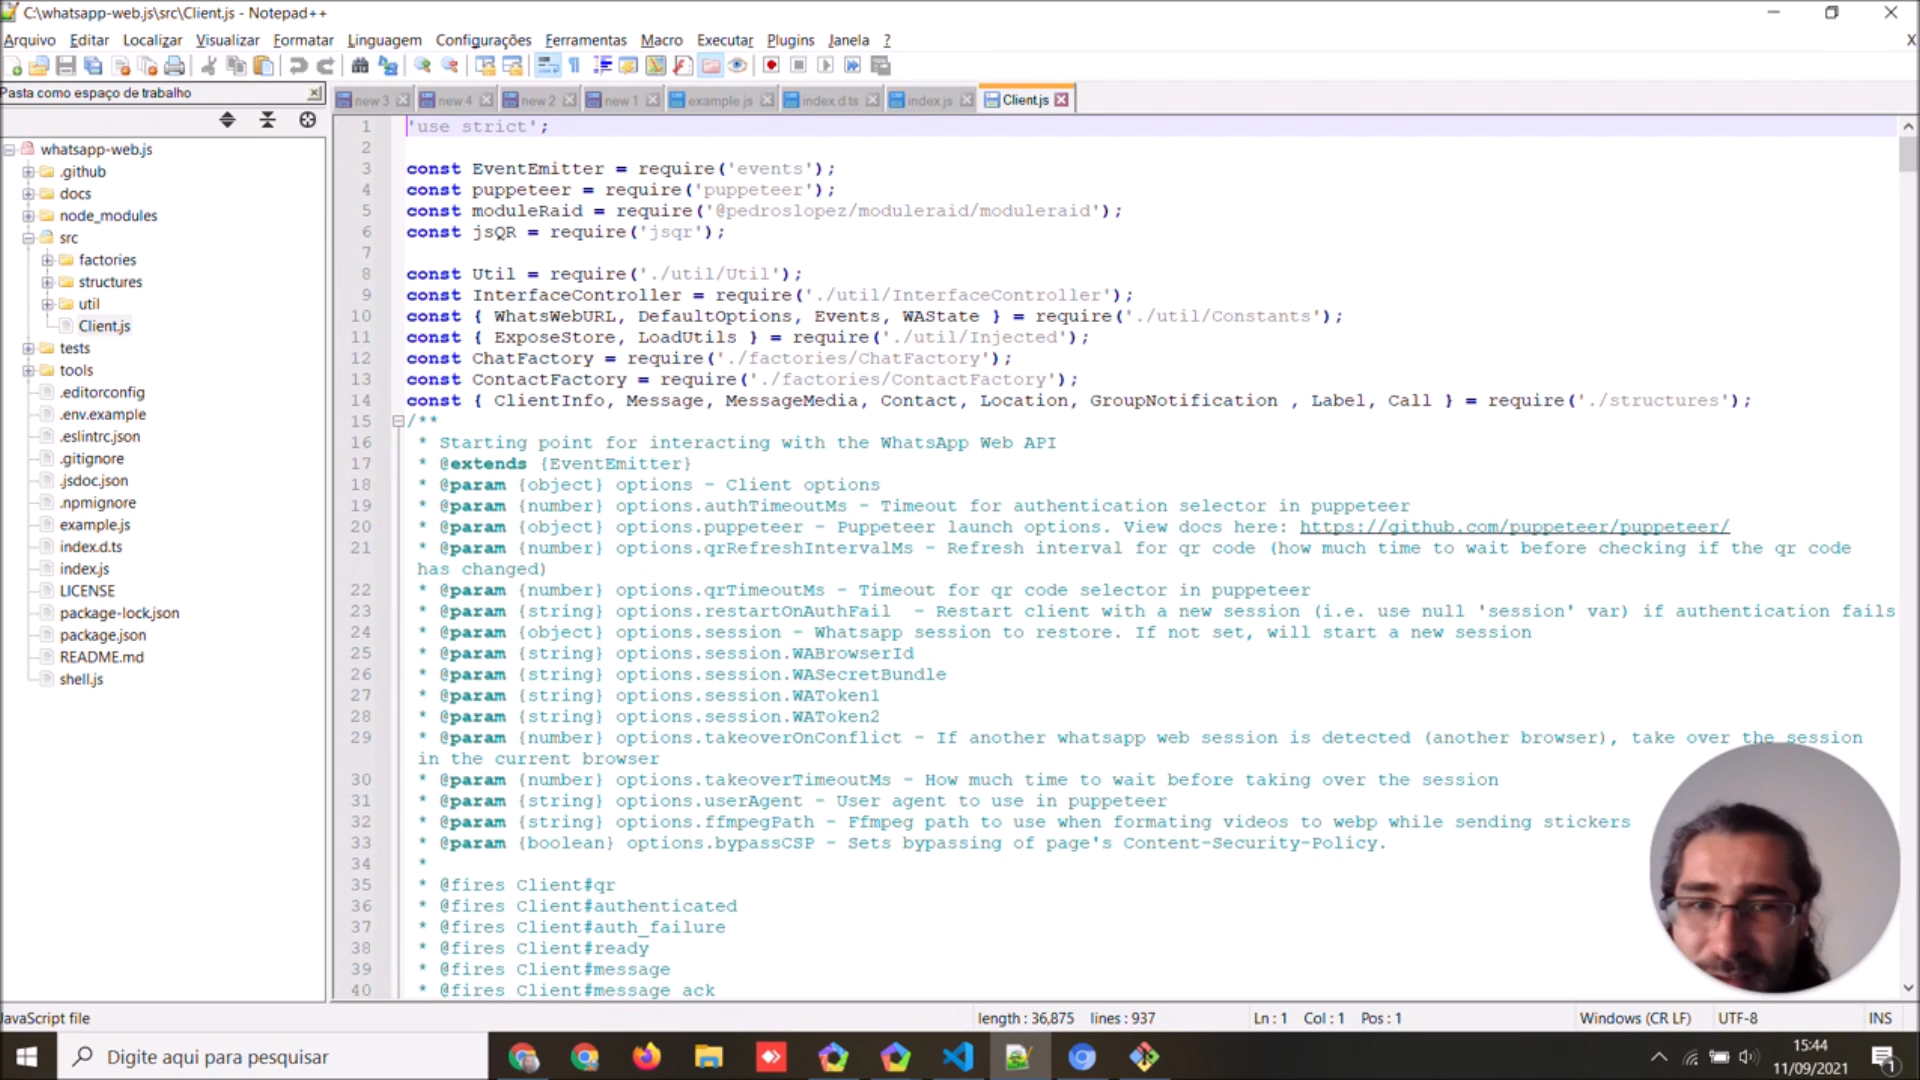 C:\whatsapp-web.js\src\Client.js - Notepad++
Arquivo Editar Localizar Visualizar Formatar Linguagem Configurações Ferramentas Macro Executar Plugins Janela ? X
Pasta como espaço de trabalho
new 3 new 4 new 2 new 1 example.js index.d.ts index.js Client.js
whatsapp-web.js
.github
docs
node_modules
src
factories
structures
util
Client.js
tests
tools
.editorconfig
.env.example
.eslintrc.json
.gitignore
.jsdoc.json
.npmignore
example.js
index.d.ts
index.js
LICENSE
package-lock.json
package.json
README.md
shell.js
1 'use strict';
2
3 const EventEmitter = require('events');
4 const puppeteer = require('puppeteer');
5 const moduleRaid = require('@pedroslopez/moduleraid/moduleraid');
6 const jsQR = require('jsqr');
7
8 const Util = require('./util/Util');
9 const InterfaceController = require('./util/InterfaceController');
10 const { WhatsWebURL, DefaultOptions, Events, WAState } = require('./util/Constants');
11 const { ExposeStore, LoadUtils } = require('./util/Injected');
12 const ChatFactory = require('./factories/ChatFactory');
13 const ContactFactory = require('./factories/ContactFactory');
14 const { ClientInfo, Message, MessageMedia, Contact, Location, GroupNotification , Label, Call } = require('./structures');
15 /**
16 * Starting point for interacting with the WhatsApp Web API
17 * @extends {EventEmitter}
18 * @param {object} options - Client options
19 * @param {number} options.authTimeoutMs - Timeout for authentication selector in puppeteer
20 * @param {object} options.puppeteer - Puppeteer launch options. View docs here: https://github.com/puppeteer/puppeteer/
21 * @param {number} options.qrRefreshIntervalMs - Refresh interval for qr code (how much time to wait before checking if the qr code
has changed)
22 * @param {number} options.qrTimeoutMs - Timeout for qr code selector in puppeteer
23 * @param {string} options.restartOnAuthFail  - Restart client with a new session (i.e. use null 'session' var) if authentication fails
24 * @param {object} options.session - Whatsapp session to restore. If not set, will start a new session
25 * @param {string} options.session.WABrowserId
26 * @param {string} options.session.WASecretBundle
27 * @param {string} options.session.WAToken1
28 * @param {string} options.session.WAToken2
29 * @param {number} options.takeoverOnConflict - If another whatsapp web session is detected (another browser), take over the session
in the current browser
30 * @param {number} options.takeoverTimeoutMs - How much time to wait before taking over the session
31 * @param {string} options.userAgent - User agent to use in puppeteer
32 * @param {string} options.ffmpegPath - Ffmpeg path to use when formating videos to webp while sending stickers
33 * @param {boolean} options.bypassCSP - Sets bypassing of page's Content-Security-Policy.
34 *
35 * @fires Client#qr
36 * @fires Client#authenticated
37 * @fires Client#auth_failure
38 * @fires Client#ready
39 * @fires Client#message
40 * @fires Client#message_ack
JavaScript file length : 36,875 lines : 937 Ln : 1 Col : 1 Pos : 1 Windows (CR LF) UTF-8 INS
Digite aqui para pesquisar
15:44
11/09/2021
1